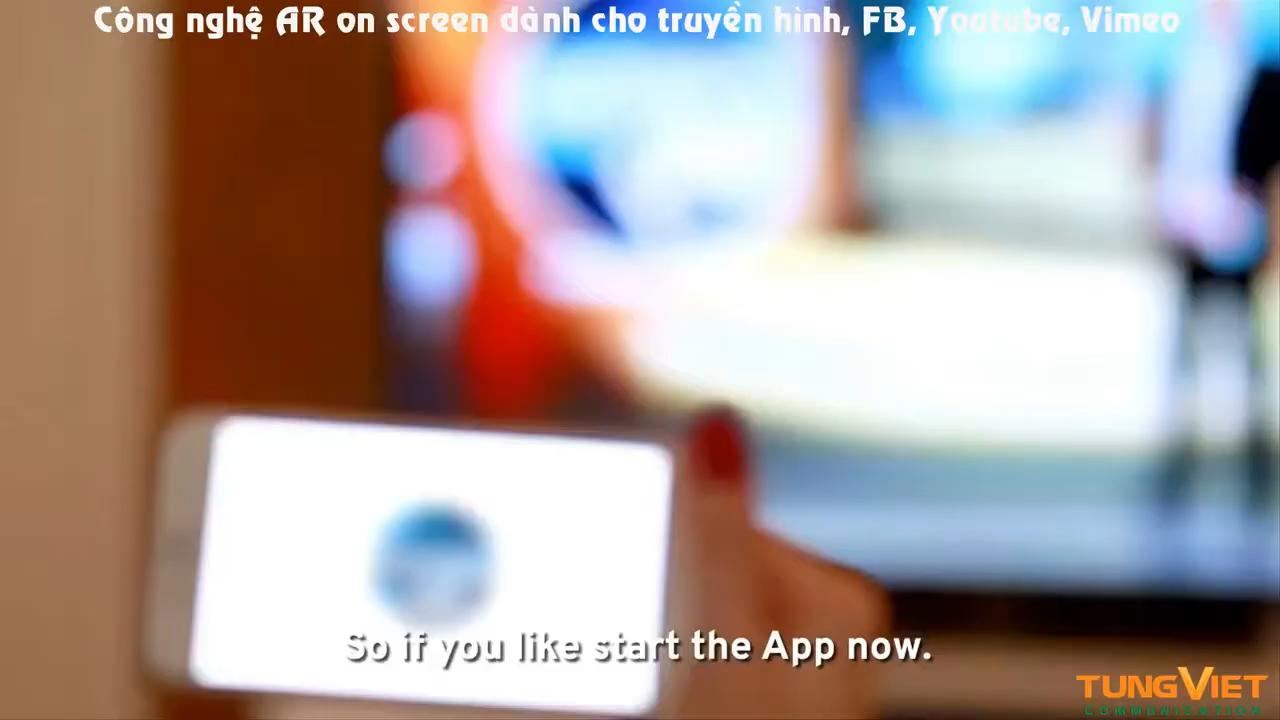 Công nghệ AR on screen dành cho truyền hình, FB, Youtube, Vimeo
So if you like start the App now.
TUNGVIET
COMMUNICATION